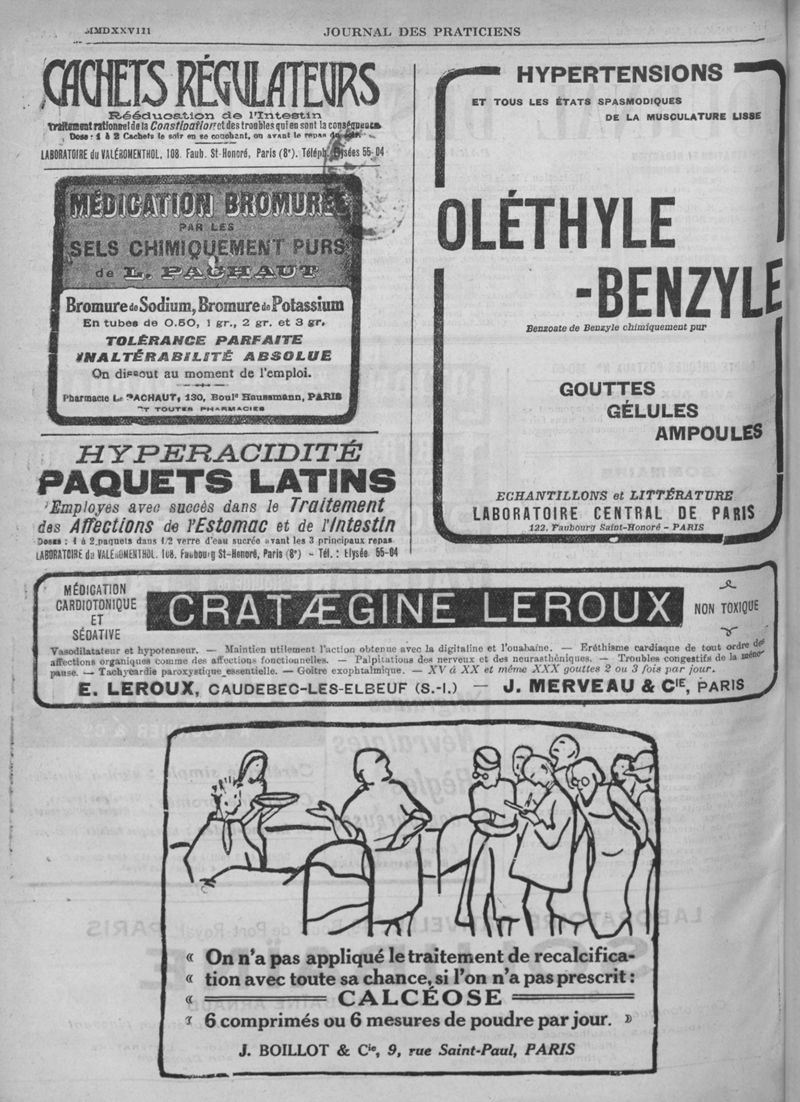 MMDXXVIII
JOURNAL DES PRATICIENS
CACHETS RÉGULATEURS
Rééducation de l'Intestin
Traitement rationnel de la Constipation et des troubles qui en sont la conséquence
Dose : 1 à 2 Cachets le soir en se couchant, ou avant le repas
LABORATOIRE du VALÉROMENTHOL. 108. Faub. St-Honoré, Paris (8e). Téléph. Elysées 55-04
MÉDICATION BROMURÉE
PAR LES
SELS CHIMIQUEMENT PURS
de L. PACHAUT
Bromure de Sodium, Bromure de Potassium
En tubes de 0.50, 1 gr., 2 gr. et 3 gr.
TOLÉRANCE PARFAITE
INALTÉRABILITÉ ABSOLUE
On dissout au moment de l'emploi.
Pharmacie L. PACHAUT, 130, Bould Haussmann, PARIS
ET TOUTES PHARMACIES
HYPERACIDITÉ
PAQUETS LATINS
Employes avec succès dans le Traitement
des Affections de l'Estomac et de l'Intestin
Doses : 1 à 2 paquets dans 1/2 verre d'eau sucrée avant les 3 principaux repas
LABORATOIRE du VALÉROMENTHOL. 108. Faubourg St-Honoré, Paris (8e) - Tél. : Elysée 55-04
HYPERTENSIONS
ET TOUS LES ÉTATS SPASMODIQUES
DE LA MUSCULATURE LISSE
OLÉTHYLE
-BENZYLE
Benzoate de Benzyle chimiquement pur
GOUTTES
GÉLULES
AMPOULES
ECHANTILLONS et LITTÉRATURE
LABORATOIRE CENTRAL DE PARIS
122, Faubourg Saint-Honoré - PARIS
MÉDICATION
CARDIOTONIQUE
ET
SÉDATIVE
CRATÆGINE LEROUX
NON TOXIQUE
Vasodilatateur et hypotenseur. — Maintien utilement l'action obtenue avec la digitaline et l'ouabaïne. — Eréthisme cardiaque de tout ordre des
affections organiques comme des affections fonctionnelles. — Palpitations des nerveux et des neurasthéniques. — Troubles congestifs de la méno-
pause. — Tachycardie paroxystique essentielle. — Goître exophtalmique. — XV à XX et même XXX gouttes 2 ou 3 fois par jour.
E. LEROUX, CAUDEBEC-LES-ELBEUF (S.-I.) — J. MERVEAU & CIE, PARIS
« On n'a pas appliqué le traitement de recalcifica-
« tion avec toute sa chance, si l'on n'a pas prescrit :
« CALCÉOSE
« 6 comprimés ou 6 mesures de poudre par jour. »
J. BOILLOT & Cie, 9, rue Saint-Paul, PARIS